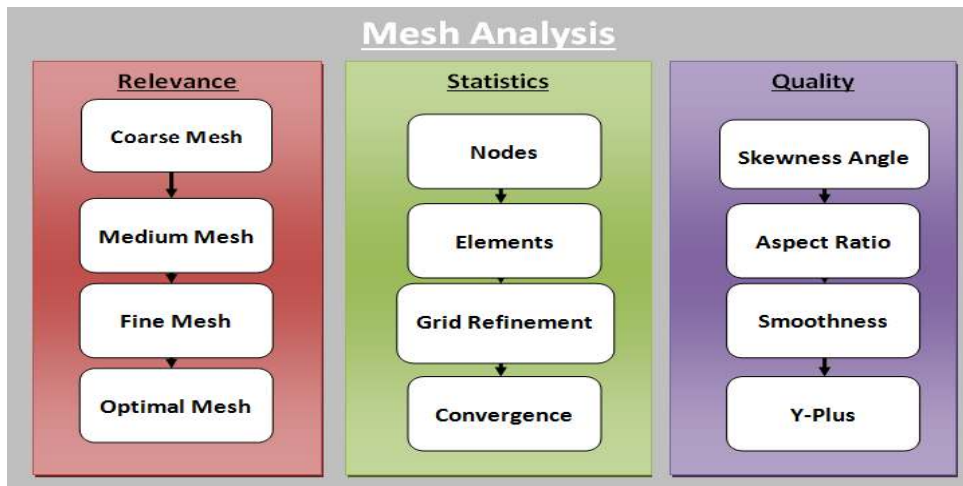 Mesh Analysis
Relevance
Coarse Mesh
Medium Mesh
Fine Mesh
Optimal Mesh
Statistics
Nodes
Elements
Grid Refinement
Convergence
Quality
Skewness Angle
Aspect Ratio
Smoothness
Y-Plus